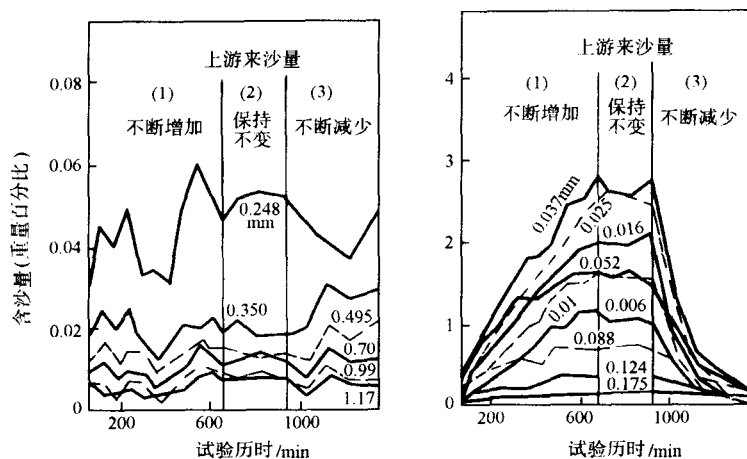 含沙量(重量百分比)
0.08
0.06
0.04
0.02
0
上游来沙量
(1)
不断增加
(2)
保持
不变
(3)
不断减少
0.248
mm
0.350
0.495
0.70
0.99
1.17
200
600
1000
试验历时/min
4
3
2
1
0
上游来沙量
(1)
不断增加
(2)
保持
不变
(3)
不断减少
0.037mm
0.025
0.016
0.052
0.01
0.006
0.088
0.124
0.175
200
600
1000
试验历时/min